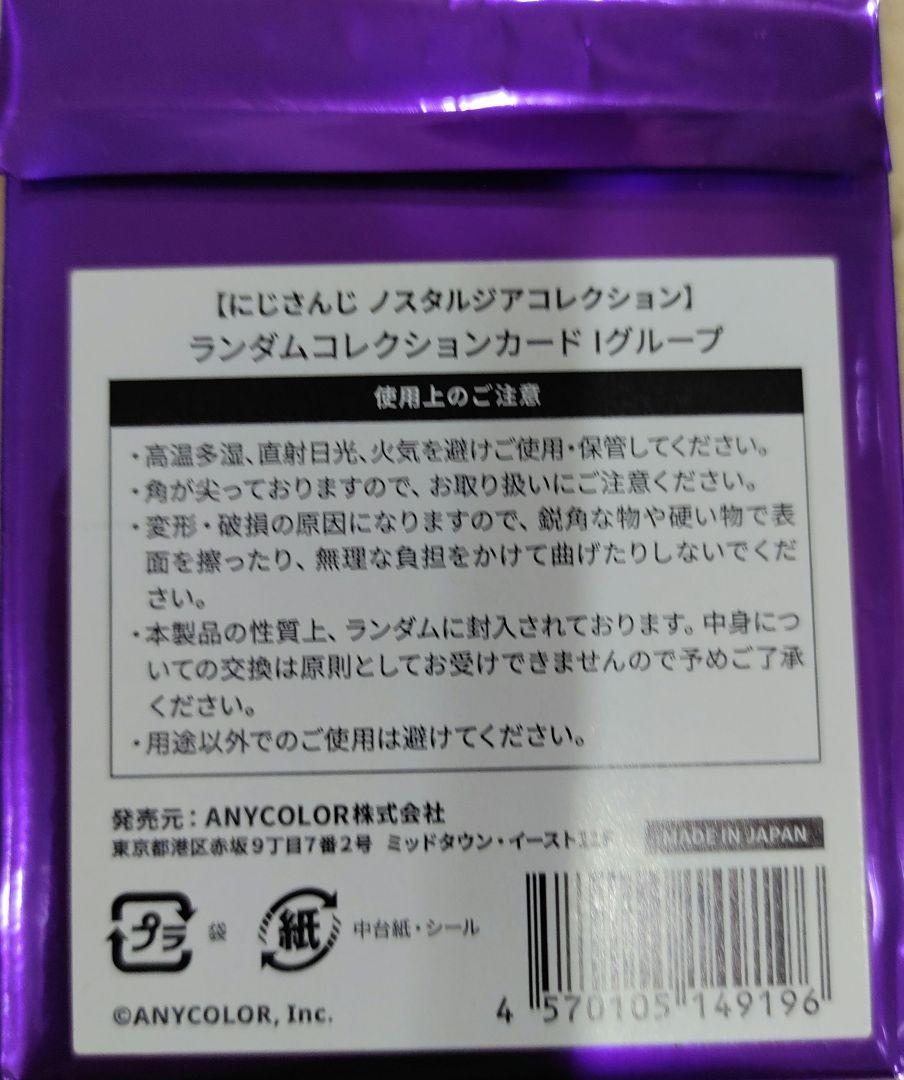 【にじさんじ ノスタルジアコレクション】
ランダムコレクションカード Iグループ
使用上のご注意
・高温多湿、直射日光、火気を避けご使用・保管してください。
・角が尖っておりますので、お取り扱いにご注意ください。
・変形・破損の原因になりますので、鋭角な物や硬い物で表
面を擦ったり、無理な負担をかけて曲げたりしないでくだ
さい。
・本製品の性質上、ランダムに封入されております。中身につ
いての交換は原則としてお受けできませんので予めご了承
ください。
・用途以外でのご使用は避けてください。
発売元：ANYCOLOR株式会社
東京都港区赤坂9丁目7番2号 ミッドタウン・イースト11F
MADE IN JAPAN
プラ 袋 紙 中台紙・シール
©ANYCOLOR, Inc.
4 570105 149196